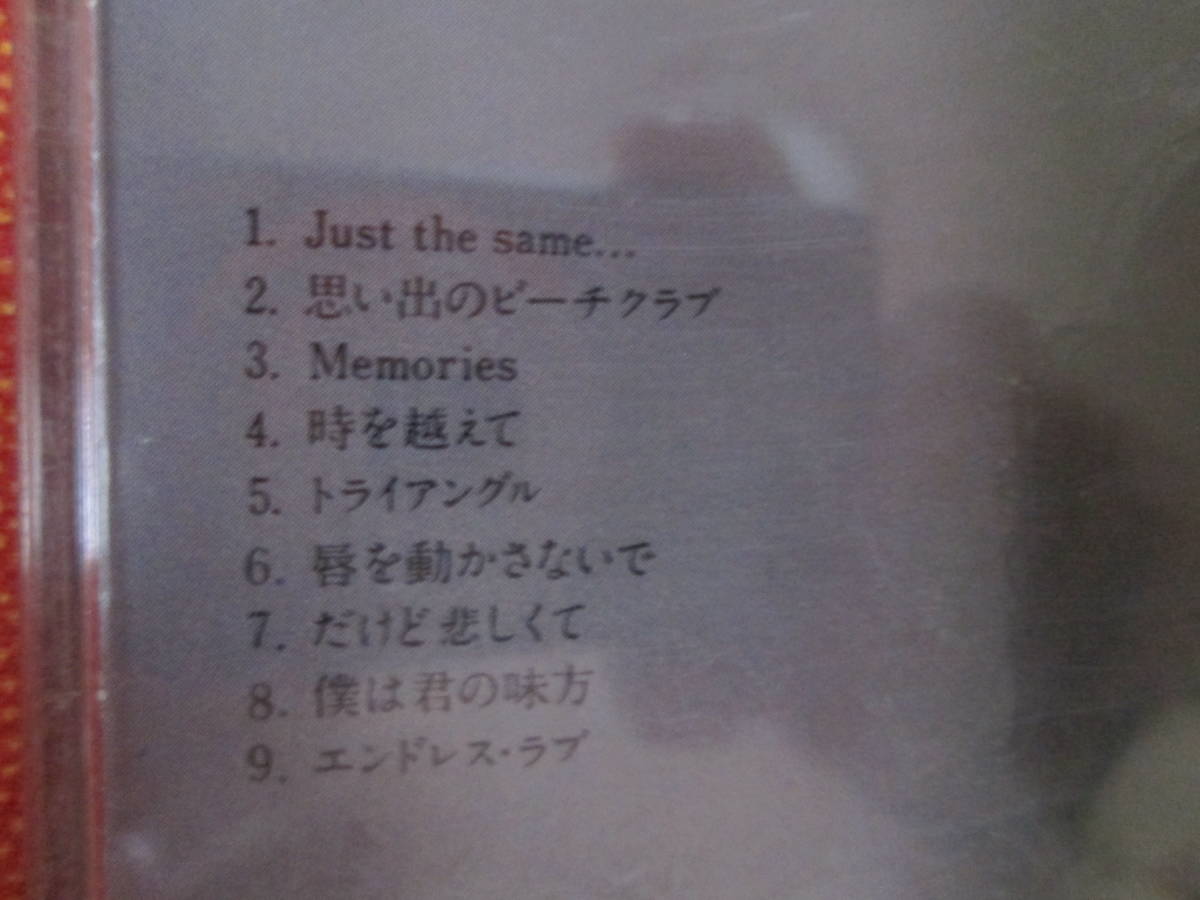 1. Just the same...
2. 思い出のビーチクラブ
3. Memories
4. 時を越えて
5. トライアングル
6. 唇を動かさないで
7. だけど悲しくて
8. 僕は君の味方
9. エンドレス・ラブ